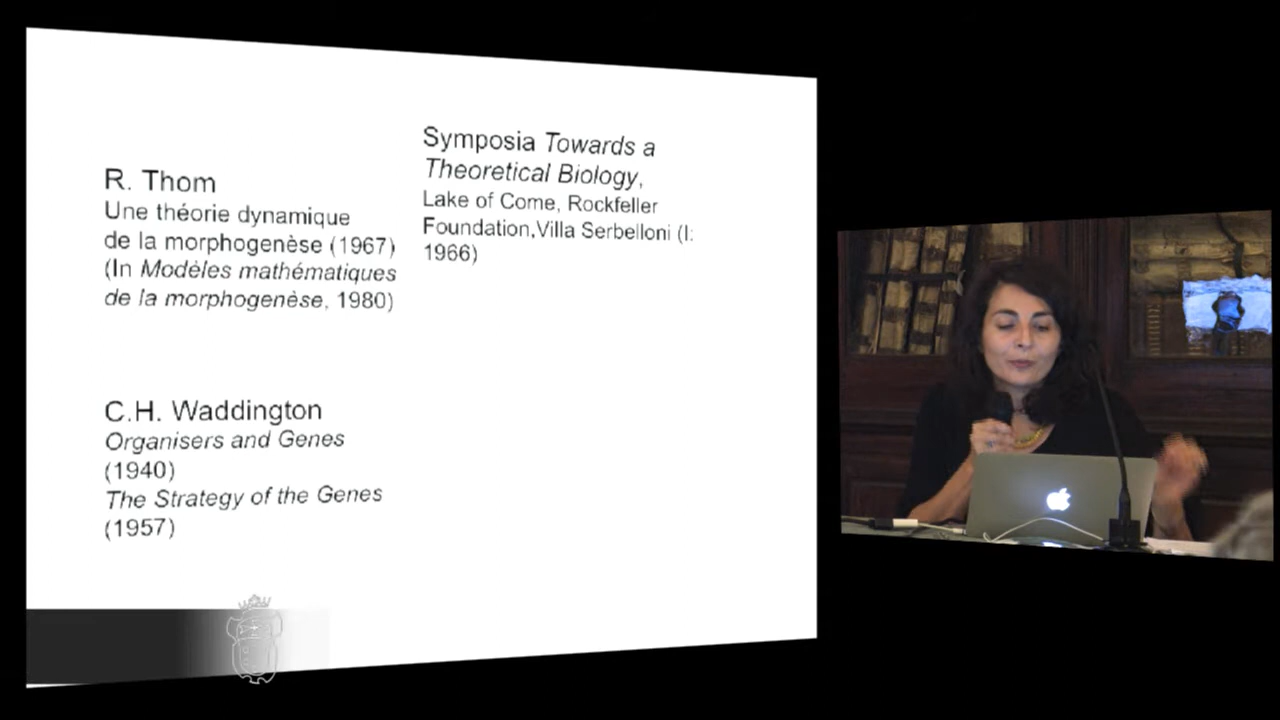 R. Thom
Une théorie dynamique
de la morphogenèse (1967)
(In Modèles mathématiques
de la morphogenèse, 1980)
C.H. Waddington
Organisers and Genes
(1940)
The Strategy of the Genes
(1957)
Symposia Towards a
Theoretical Biology,
Lake of Come, Rockfeller
Foundation,Villa Serbelloni (I:
1966)